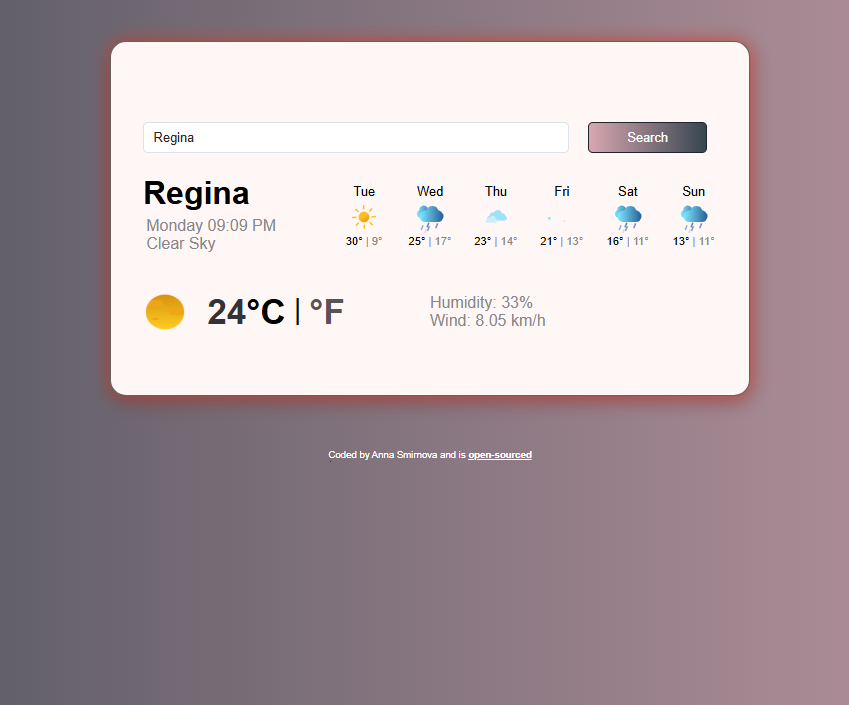 Regina
Search
Regina
Monday 09:09 PM
Clear Sky
Tue Wed Thu Fri Sat Sun
30° | 9° 25° | 17° 23° | 14° 21° | 13° 16° | 11° 13° | 11°
24°C | °F
Humidity: 33%
Wind: 8.05 km/h
Coded by Anna Smirnova and is open-sourced